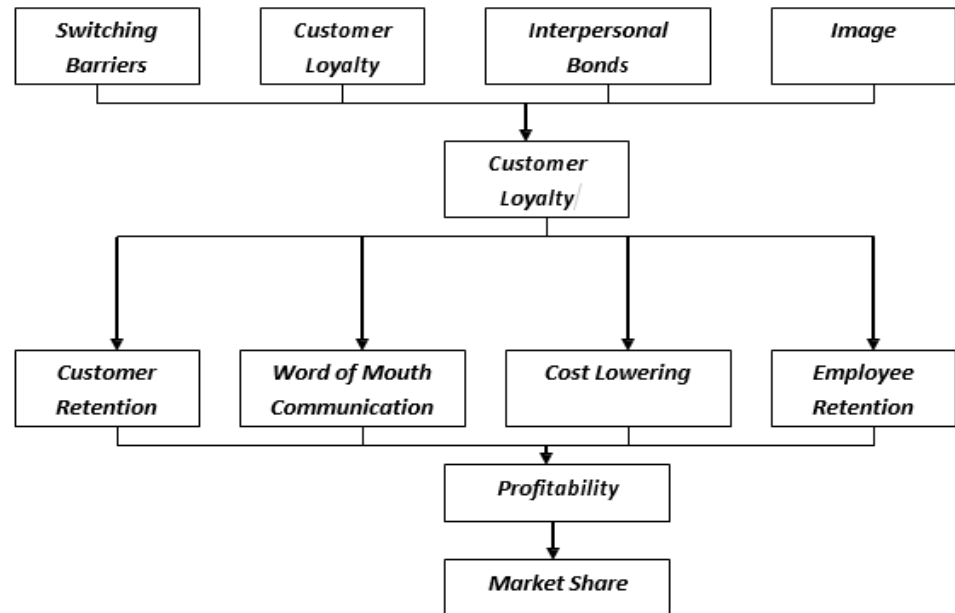 Switching
Barriers
Customer
Loyalty
Interpersonal
Bonds
Image
Customer
Loyalty
Customer
Retention
Word of Mouth
Communication
Cost Lowering
Employee
Retention
Profitability
Market Share